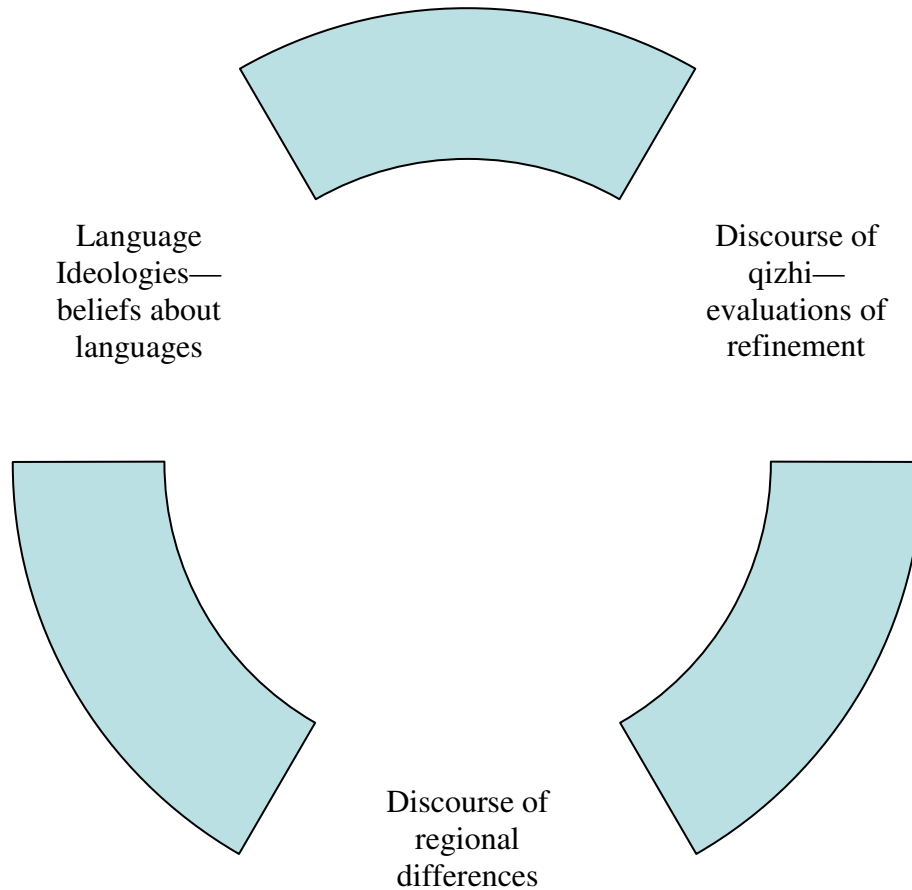 Language
Ideologies—
beliefs about
languages
Discourse of
qizhi—
evaluations of
refinement
Discourse of
regional
differences